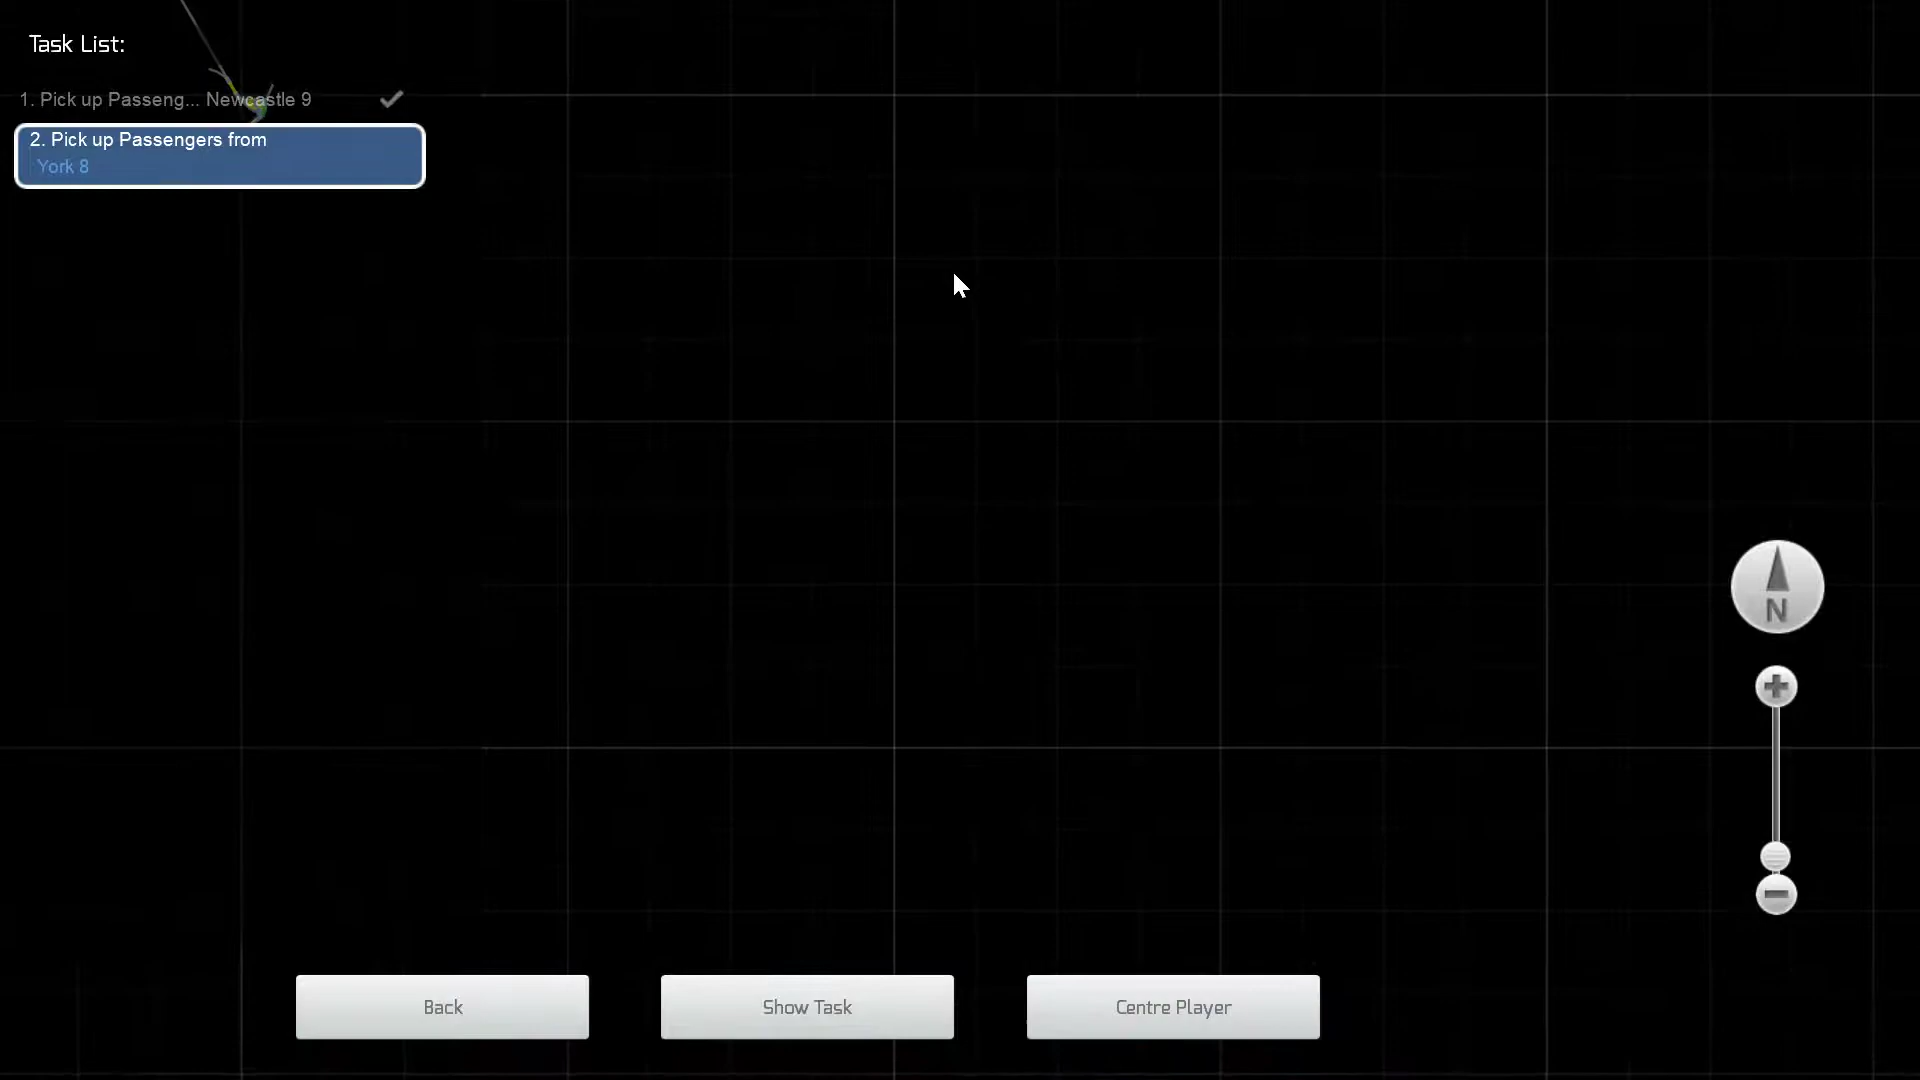 Task List:
1. Pick up Passeng... Newcastle 9
2. Pick up Passengers from
York 8
N
Back
Show Task
Centre Player